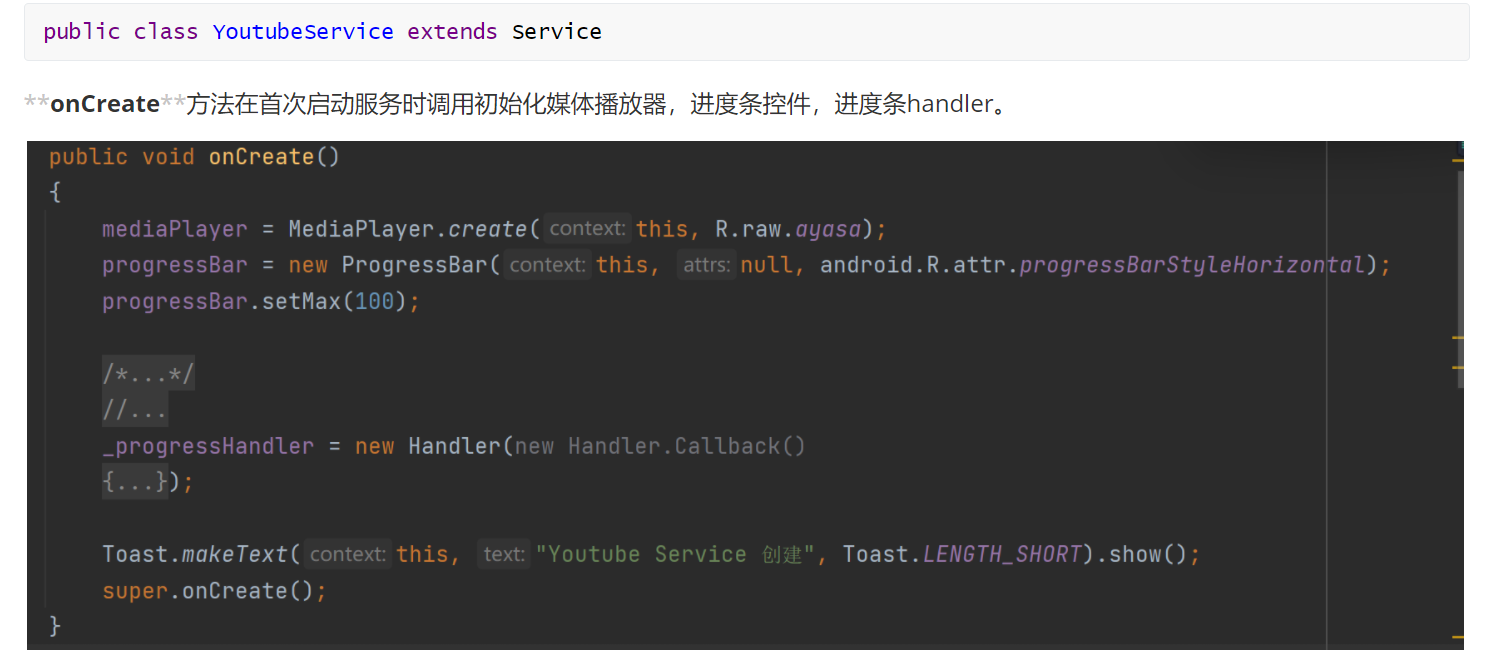 public class YoutubeService extends Service
**onCreate**方法在首次启动服务时调用初始化媒体播放器，进度条控件，进度条handler。
public void onCreate()
{
mediaPlayer = MediaPlayer.create( context: this, R.raw.ayasa);
progressBar = new ProgressBar( context: this, attrs: null, android.R.attr.progressBarStyleHorizontal);
progressBar.setMax(100);
/*...*/
//...
_progressHandler = new Handler(new Handler.Callback()
{...});
Toast.makeText( context: this, text: "Youtube Service 创建", Toast.LENGTH_SHORT).show();
super.onCreate();
}